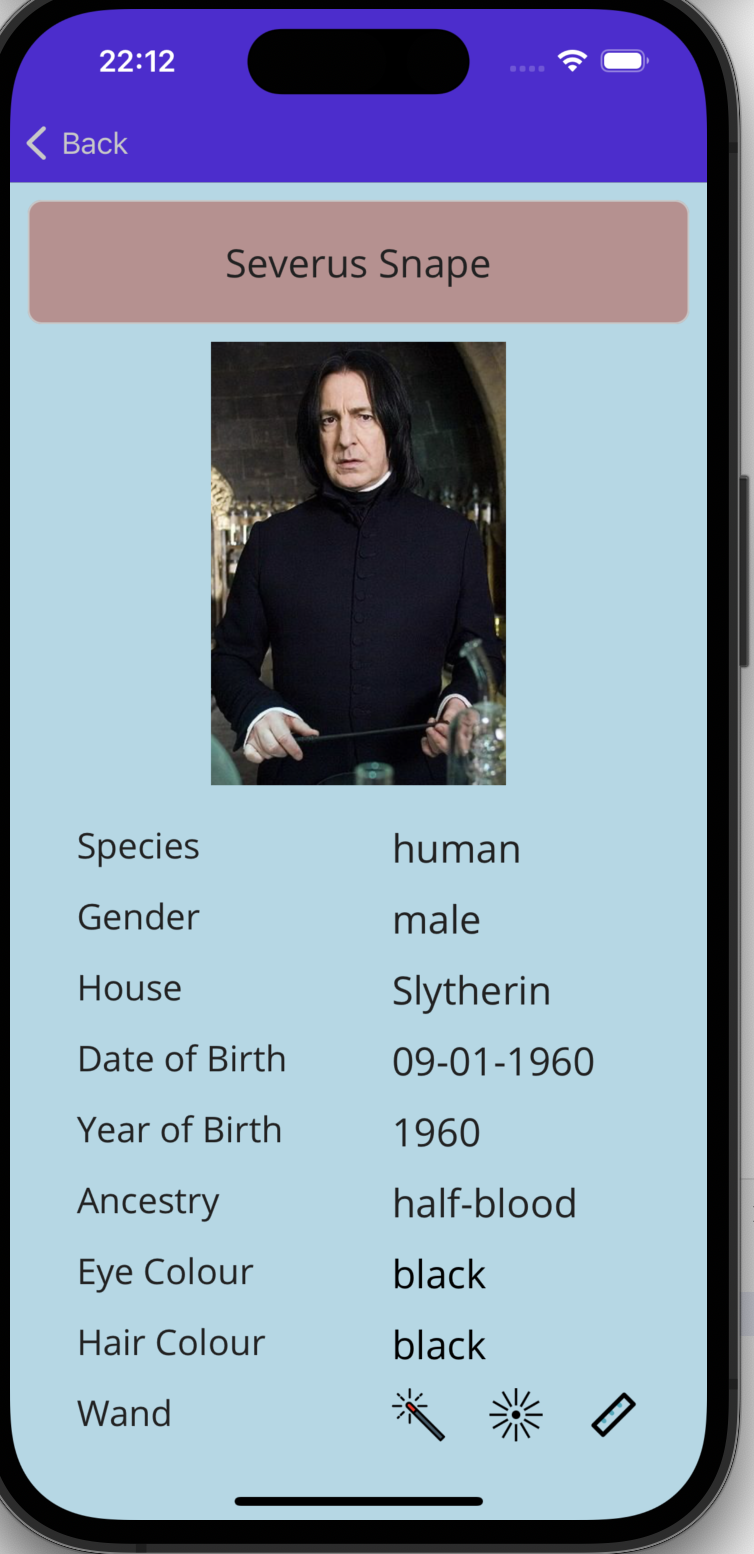 22:12
Back
Severus Snape
Species human
Gender male
House Slytherin
Date of Birth 09-01-1960
Year of Birth 1960
Ancestry half-blood
Eye Colour black
Hair Colour black
Wand